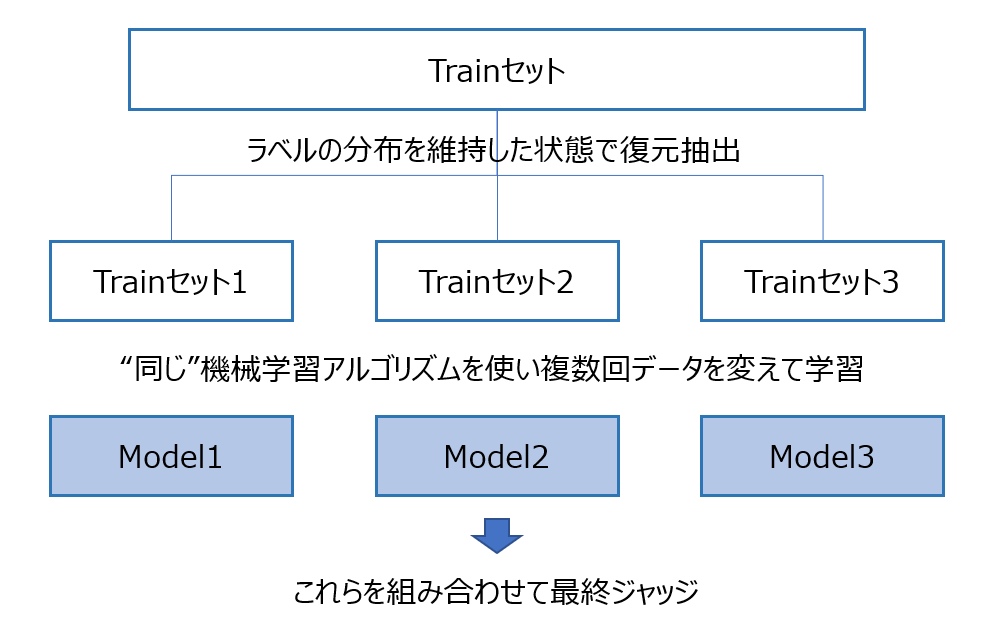 Trainセット
ラベルの分布を維持した状態で復元抽出
Trainセット1
Trainセット2
Trainセット3
“同じ”機械学習アルゴリズムを使い複数回データを変えて学習
Model1
Model2
Model3
これらを組み合わせて最終ジャッジ